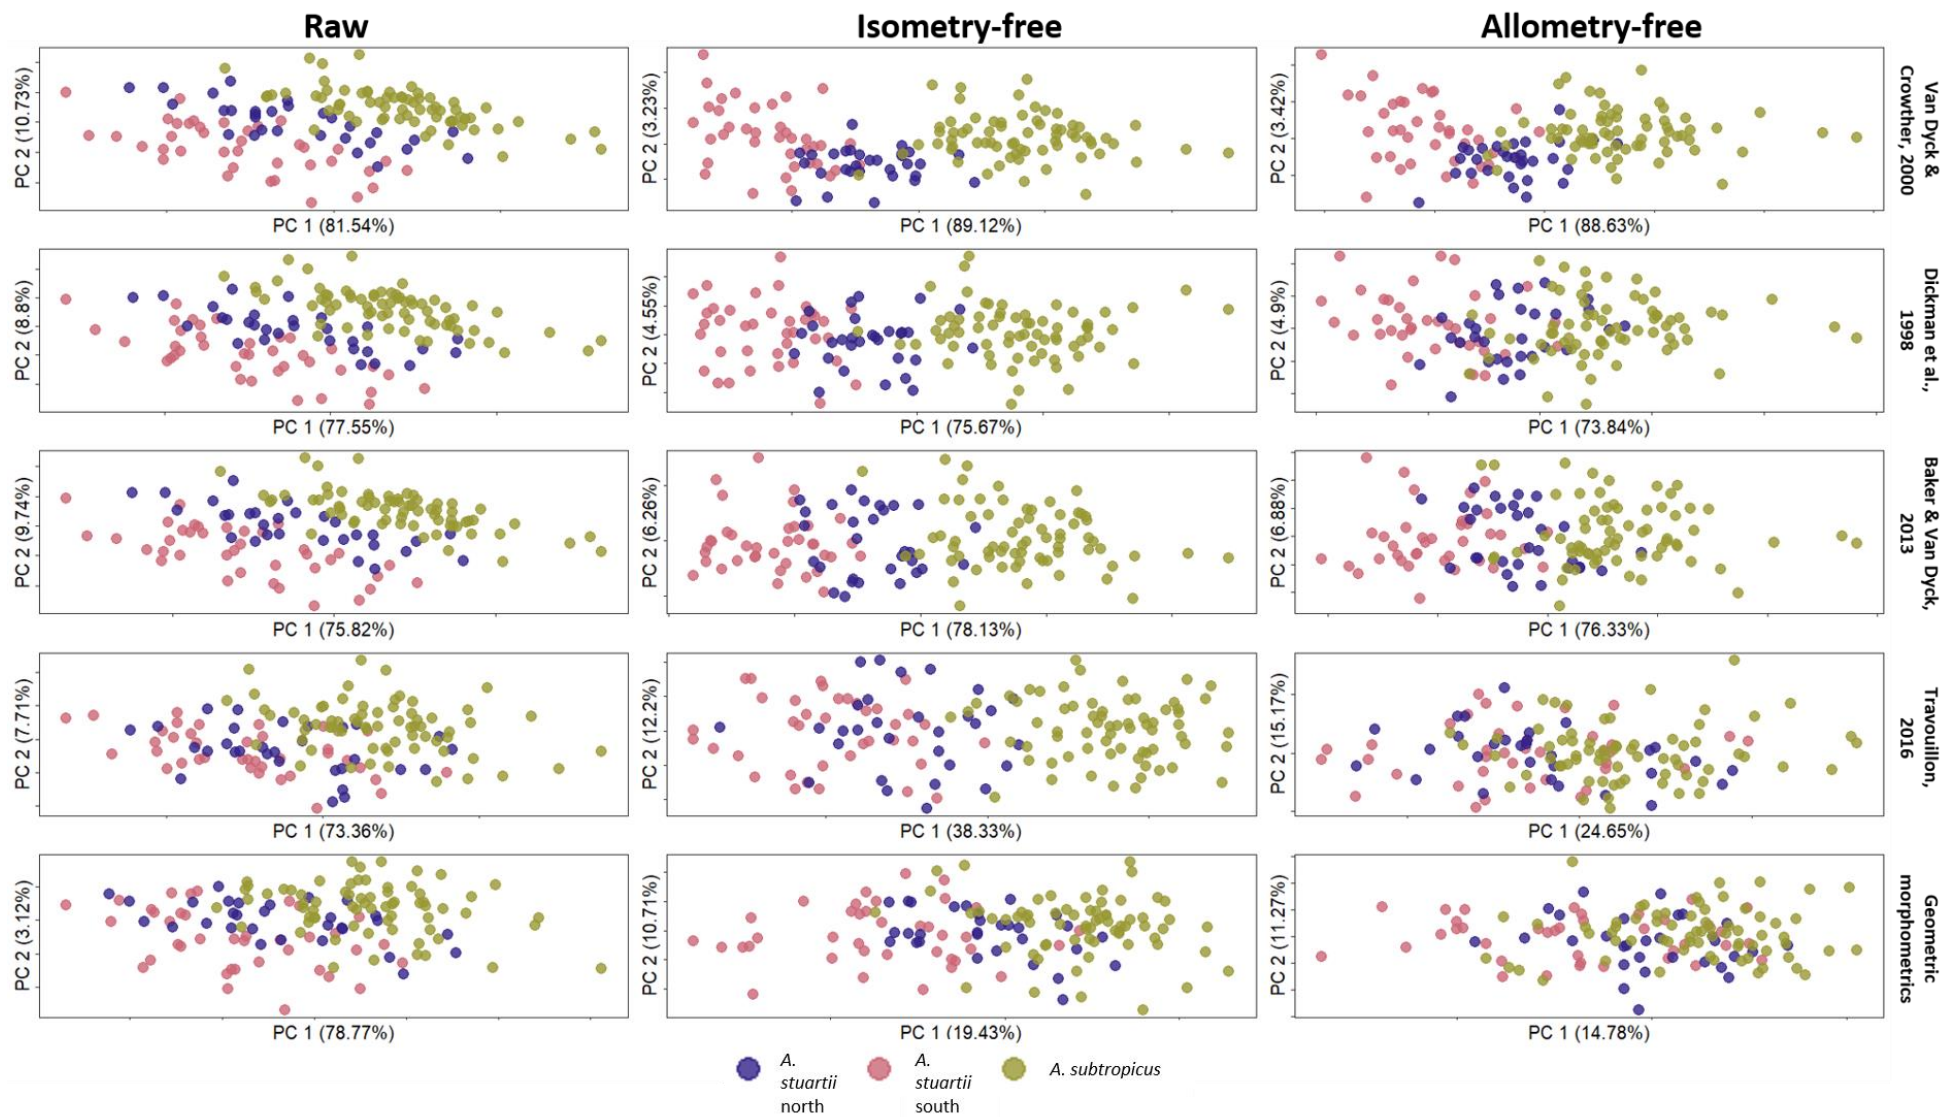 Raw
Isometry-free
Allometry-free
PC 2 (10.73%)
PC 1 (81.54%)
PC 2 (3.23%)
PC 1 (89.12%)
PC 2 (3.42%)
PC 1 (88.63%)
Van Dyck &
Crowther, 2000
PC 2 (8.8%)
PC 1 (77.55%)
PC 2 (4.55%)
PC 1 (75.67%)
PC 2 (4.9%)
PC 1 (73.84%)
Dickman et al.,
1998
PC 2 (9.74%)
PC 1 (75.82%)
PC 2 (6.26%)
PC 1 (78.13%)
PC 2 (6.88%)
PC 1 (76.33%)
Baker & Van Dyck,
2013
PC 2 (7.71%)
PC 1 (73.36%)
PC 2 (12.2%)
PC 1 (38.33%)
PC 2 (15.17%)
PC 1 (24.65%)
Travouillon,
2016
PC 2 (3.12%)
PC 1 (78.77%)
PC 2 (10.71%)
PC 1 (19.43%)
PC 2 (11.27%)
PC 1 (14.78%)
Geometric
morphometrics
A.
stuartii
north
A.
stuartii
south
A. subtropicus